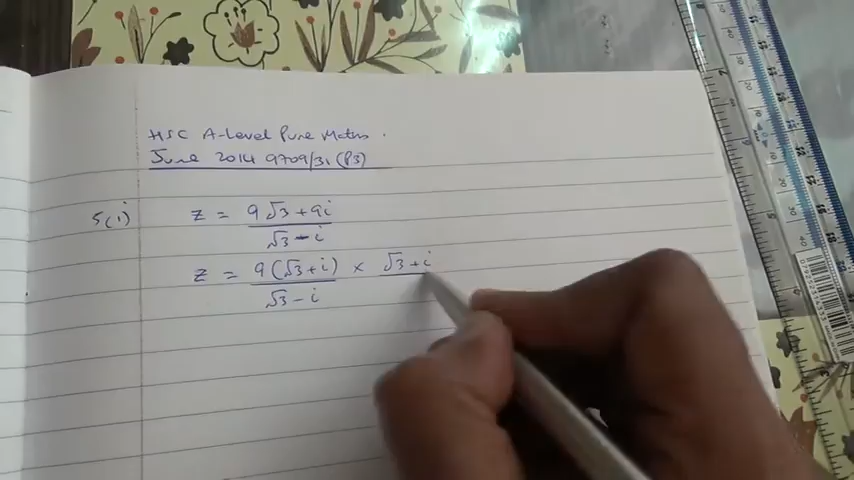 HSC A-Level Pure Maths.
June 2014 9709/31 (P3)
5(i) z = 9√3+9i
√3-i
z = 9(√3+i) × √3+i
√3-i